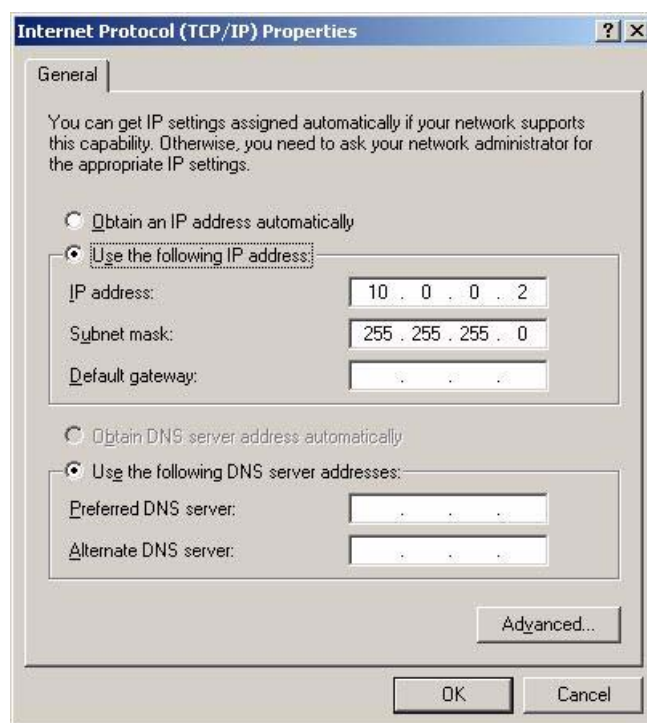 Internet Protocol (TCP/IP) Properties
General
You can get IP settings assigned automatically if your network supports
this capability. Otherwise, you need to ask your network administrator for
the appropriate IP settings.
Obtain an IP address automatically
Use the following IP address:
IP address: 10 . 0 . 0 . 2
Subnet mask: 255 . 255 . 255 . 0
Default gateway: . . .
Obtain DNS server address automatically
Use the following DNS server addresses:
Preferred DNS server: . . .
Alternate DNS server: . . .
Advanced...
OK Cancel